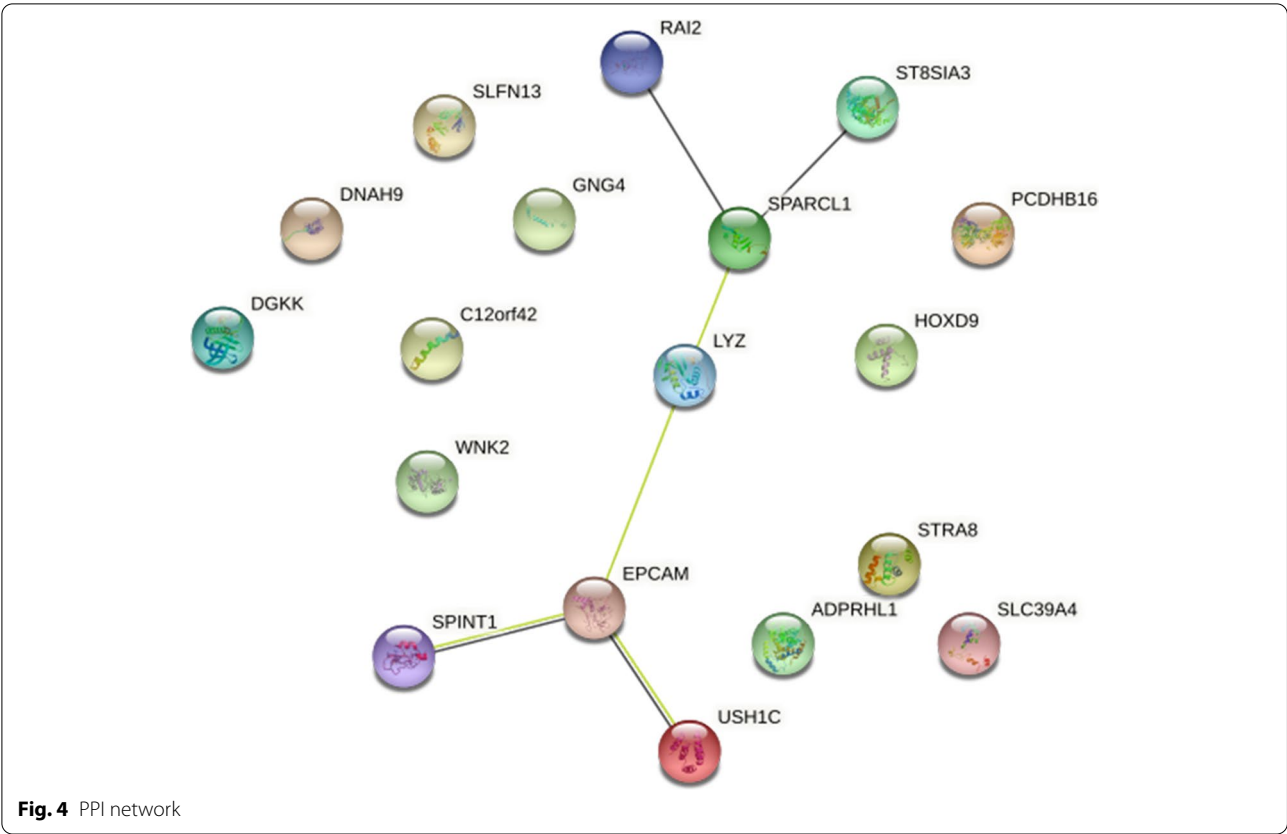 RAI2
ST8SIA3
SLFN13
GNG4
DNAH9
SPARCL1
PCDHB16
DGKK
C12orf42
HOXD9
LYZ
WNK2
STRA8
EPCAM
ADPRHL1
SLC39A4
SPINT1
USH1C
Fig. 4 PPI network